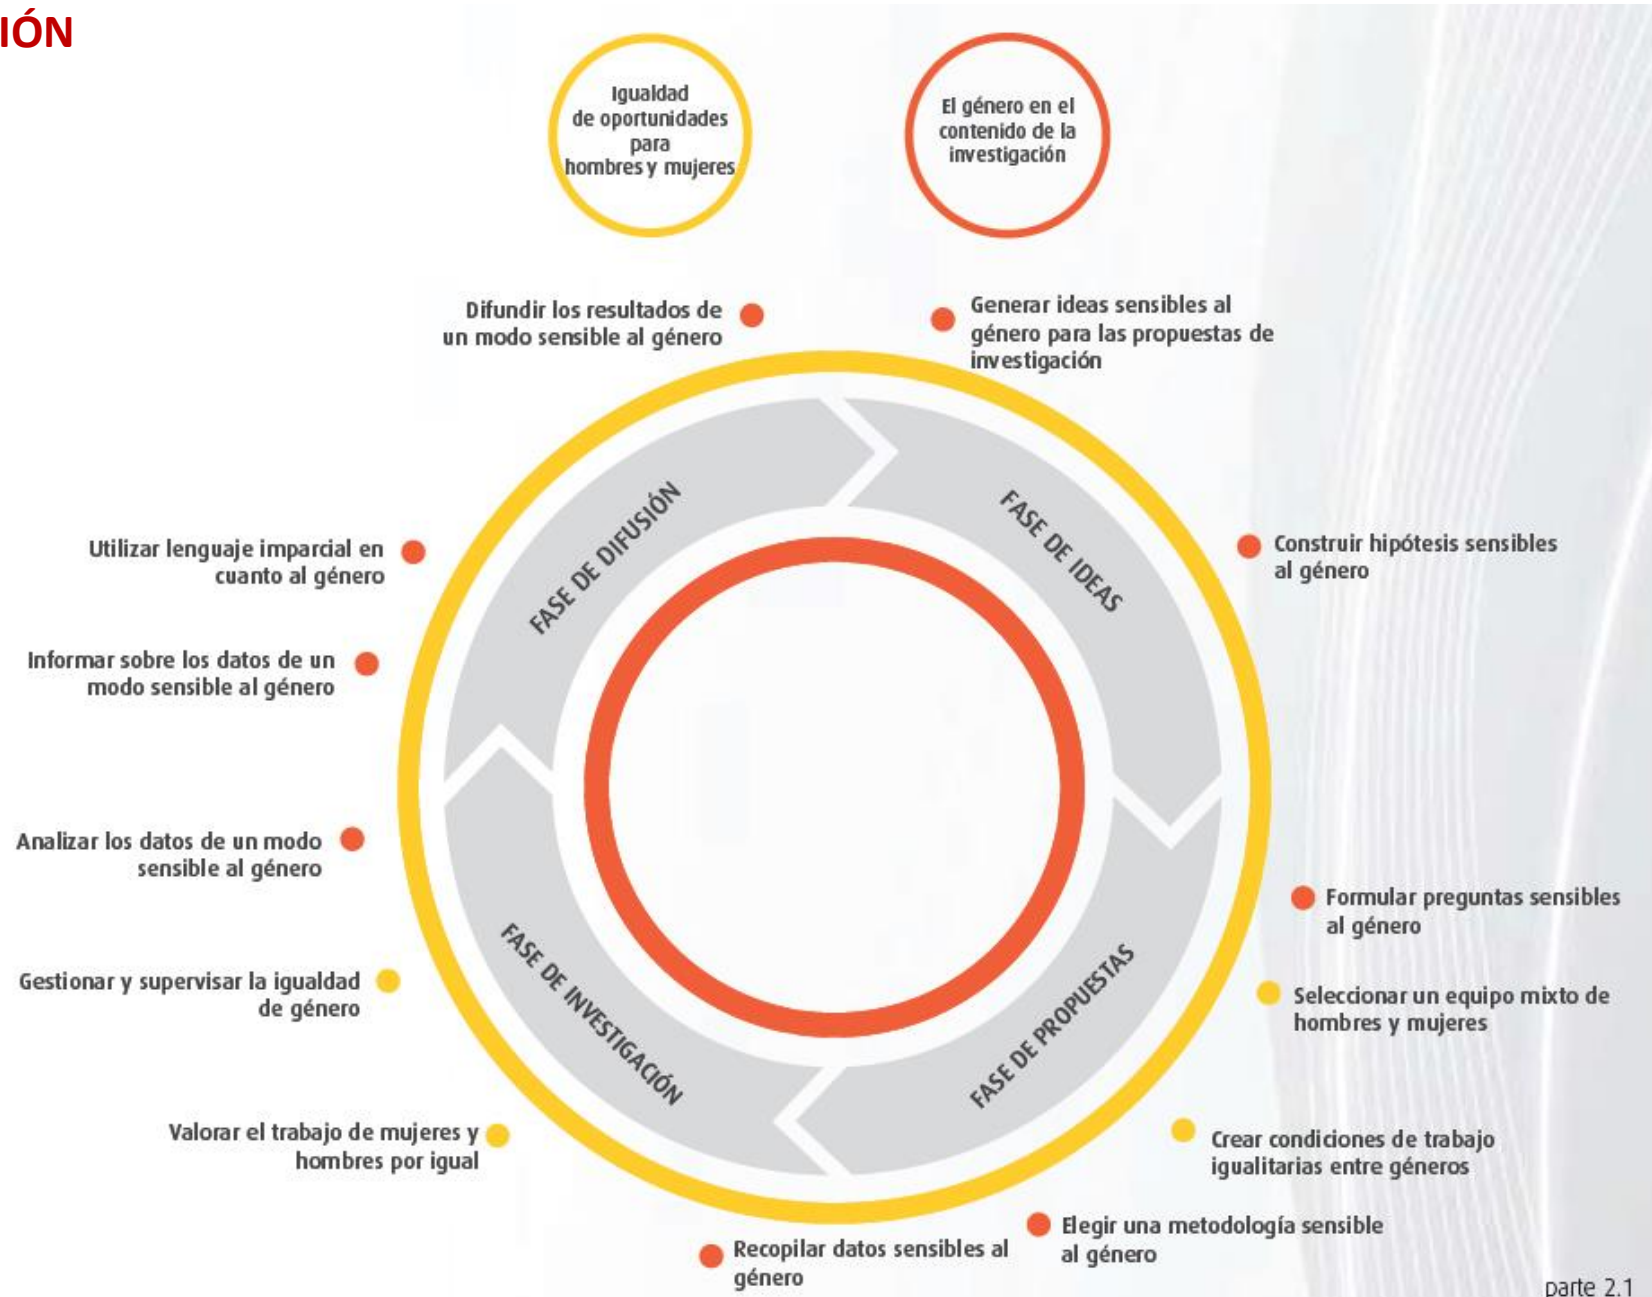 IÓN
Igualdad
de oportunidades
para
hombres y mujeres
El género en el
contenido de la
investigación
Difundir los resultados de
un modo sensible al género
Generar ideas sensibles al
género para las propuestas de
investigación
FASE DE DIFUSIÓN
FASE DE IDEAS
Utilizar lenguaje imparcial en
cuanto al género
Construir hipótesis sensibles
al género
Informar sobre los datos de un
modo sensible al género
Analizar los datos de un modo
sensible al género
Formular preguntas sensibles
al género
FASE DE INVESTIGACIÓN
FASE DE PROPUESTAS
Gestionar y supervisar la igualdad
de género
Seleccionar un equipo mixto de
hombres y mujeres
Valorar el trabajo de mujeres y
hombres por igual
Crear condiciones de trabajo
igualitarias entre géneros
Elegir una metodología sensible
al género
Recopilar datos sensibles al
género
parte 2.1